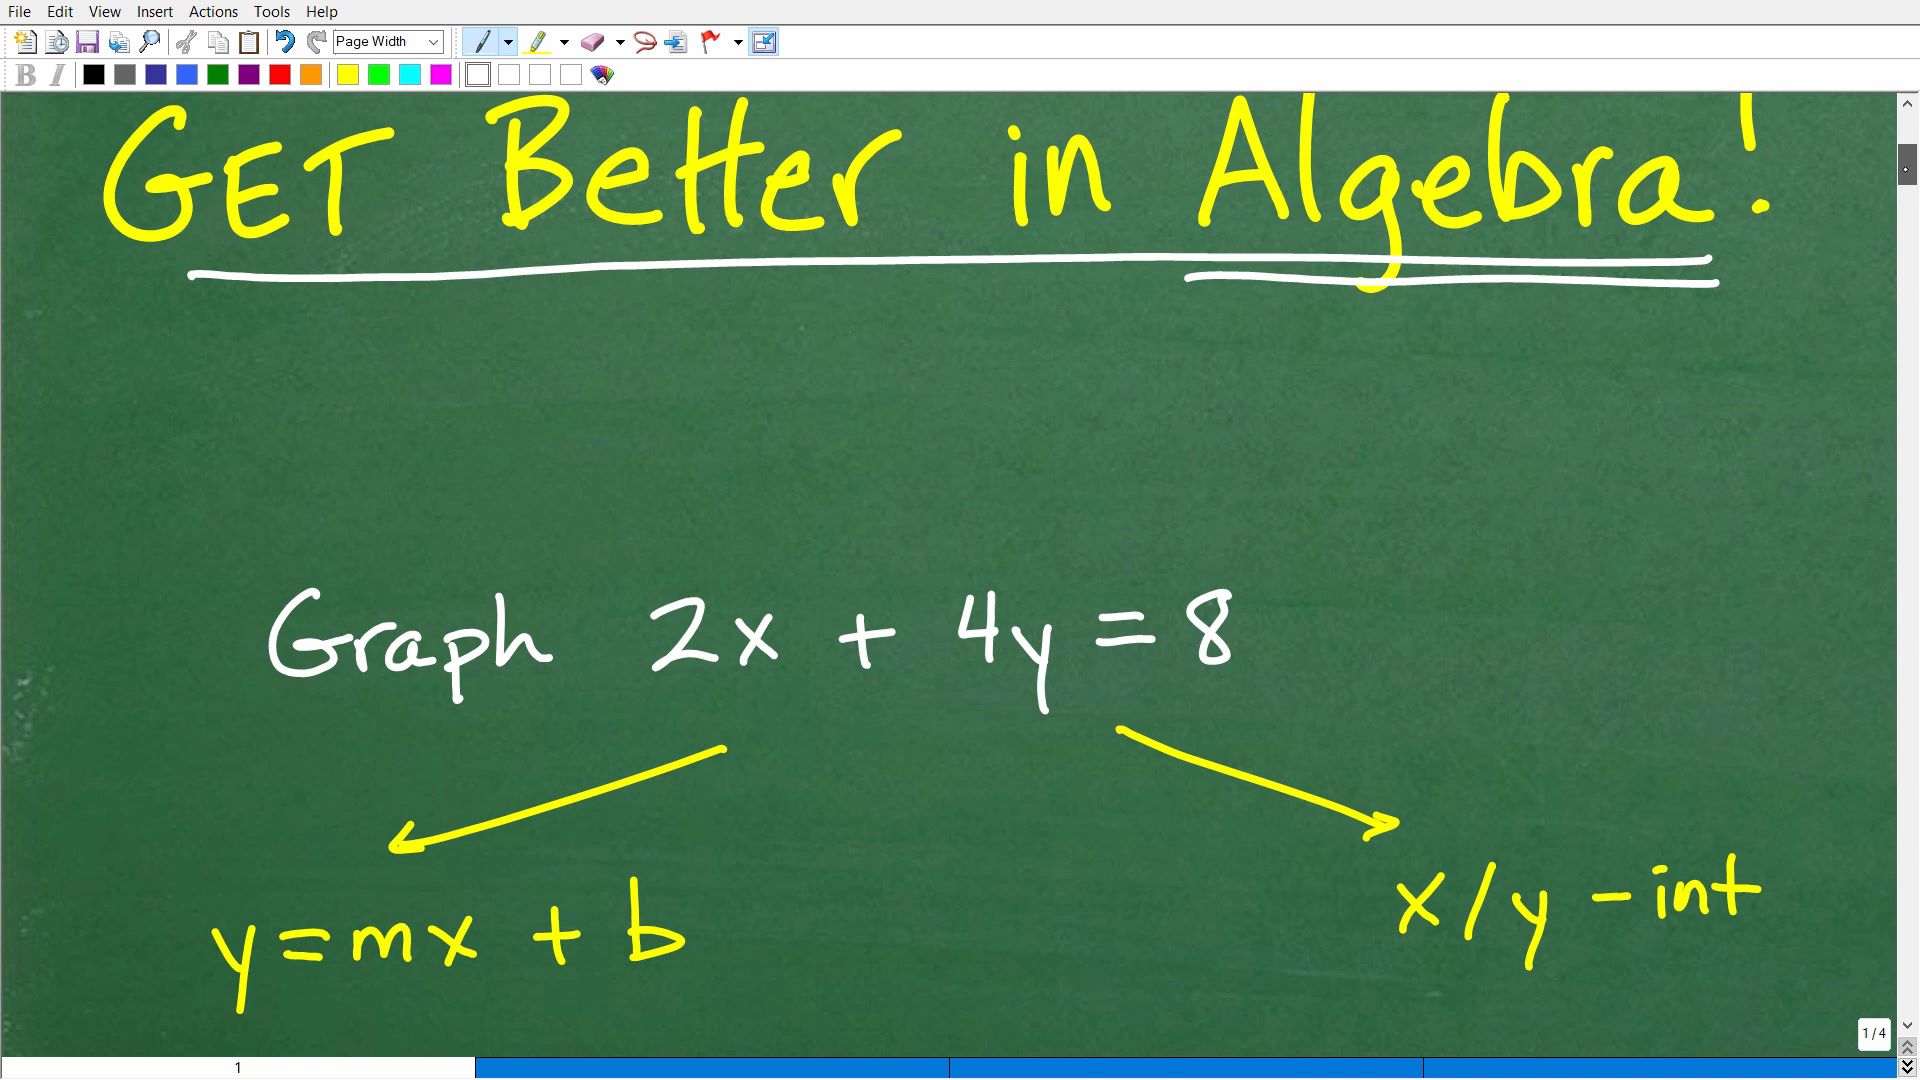 File Edit View Insert Actions Tools Help
Page Width
B I
GET Better in Algebra!
Graph 2x + 4y = 8
y = mx + b
x/y - int
1 / 4
1